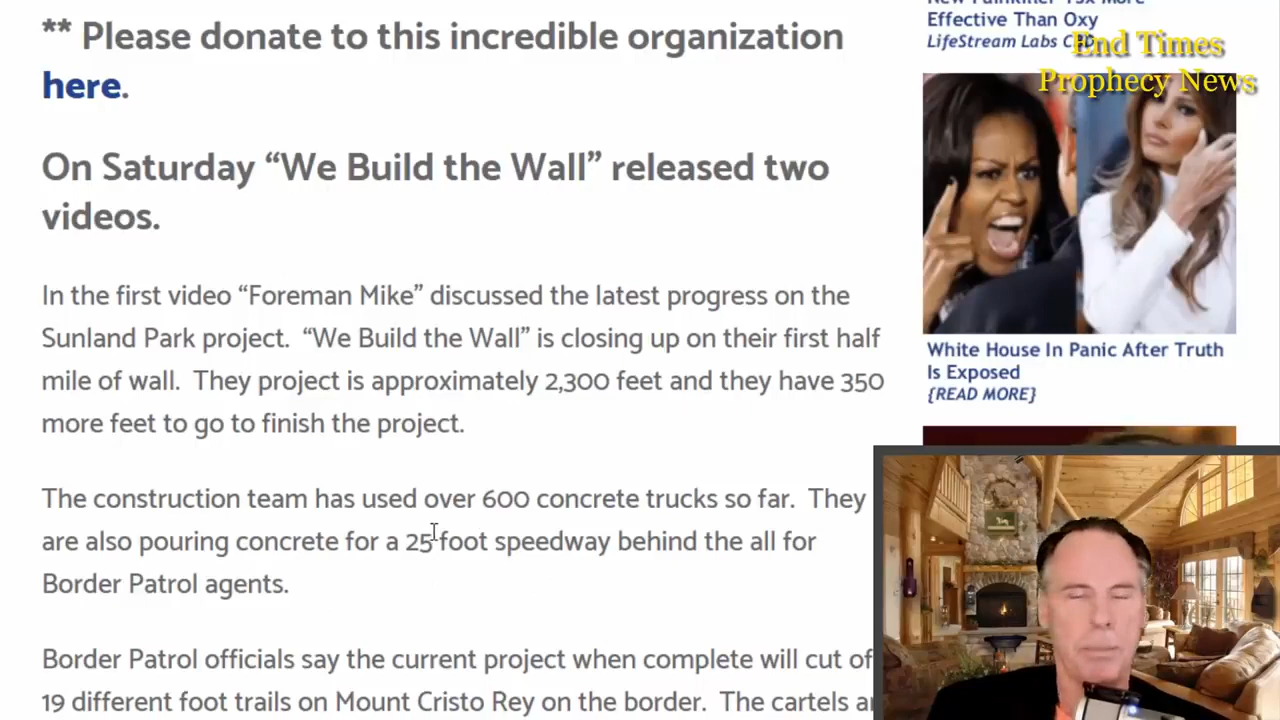 ** Please donate to this incredible organization
here.
On Saturday “We Build the Wall” released two
videos.
In the first video “Foreman Mike” discussed the latest progress on the
Sunland Park project.  “We Build the Wall” is closing up on their first half
mile of wall.  They project is approximately 2,300 feet and they have 350
more feet to go to finish the project.
The construction team has used over 600 concrete trucks so far.  They
are also pouring concrete for a 25 foot speedway behind the all for
Border Patrol agents.
Border Patrol officials say the current project when complete will cut of
19 different foot trails on Mount Cristo Rey on the border.  The cartels
Effective Than Oxy
LifeStream Labs CBD
End Times
Prophecy News
White House In Panic After Truth
Is Exposed
{READ MORE}